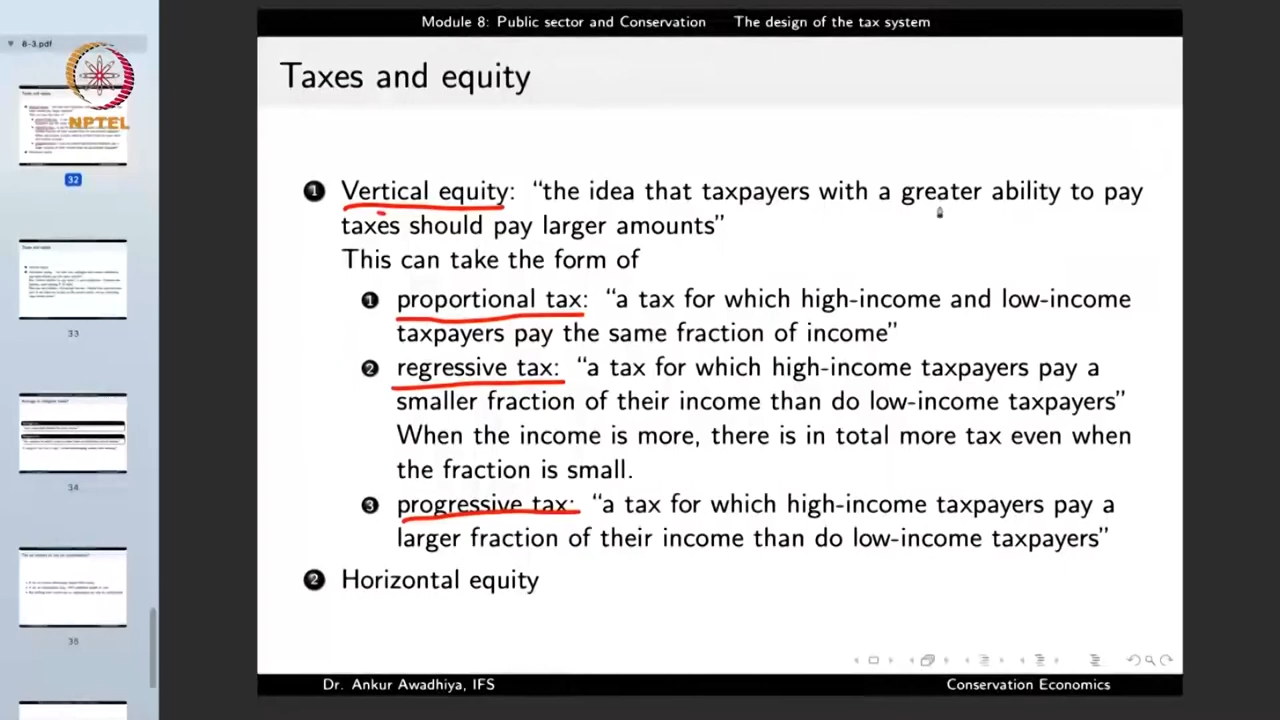 Module 8: Public sector and Conservation The design of the tax system
8-3.pdf
NPTEL
Taxes and equity
1 Vertical equity: “the idea that taxpayers with a greater ability to pay
taxes should pay larger amounts”
This can take the form of
1 proportional tax: “a tax for which high-income and low-income
taxpayers pay the same fraction of income”
2 regressive tax: “a tax for which high-income taxpayers pay a
smaller fraction of their income than do low-income taxpayers”
When the income is more, there is in total more tax even when
the fraction is small.
3 progressive tax: “a tax for which high-income taxpayers pay a
larger fraction of their income than do low-income taxpayers”
2 Horizontal equity
32
33
34
35
Dr. Ankur Awadhiya, IFS
Conservation Economics